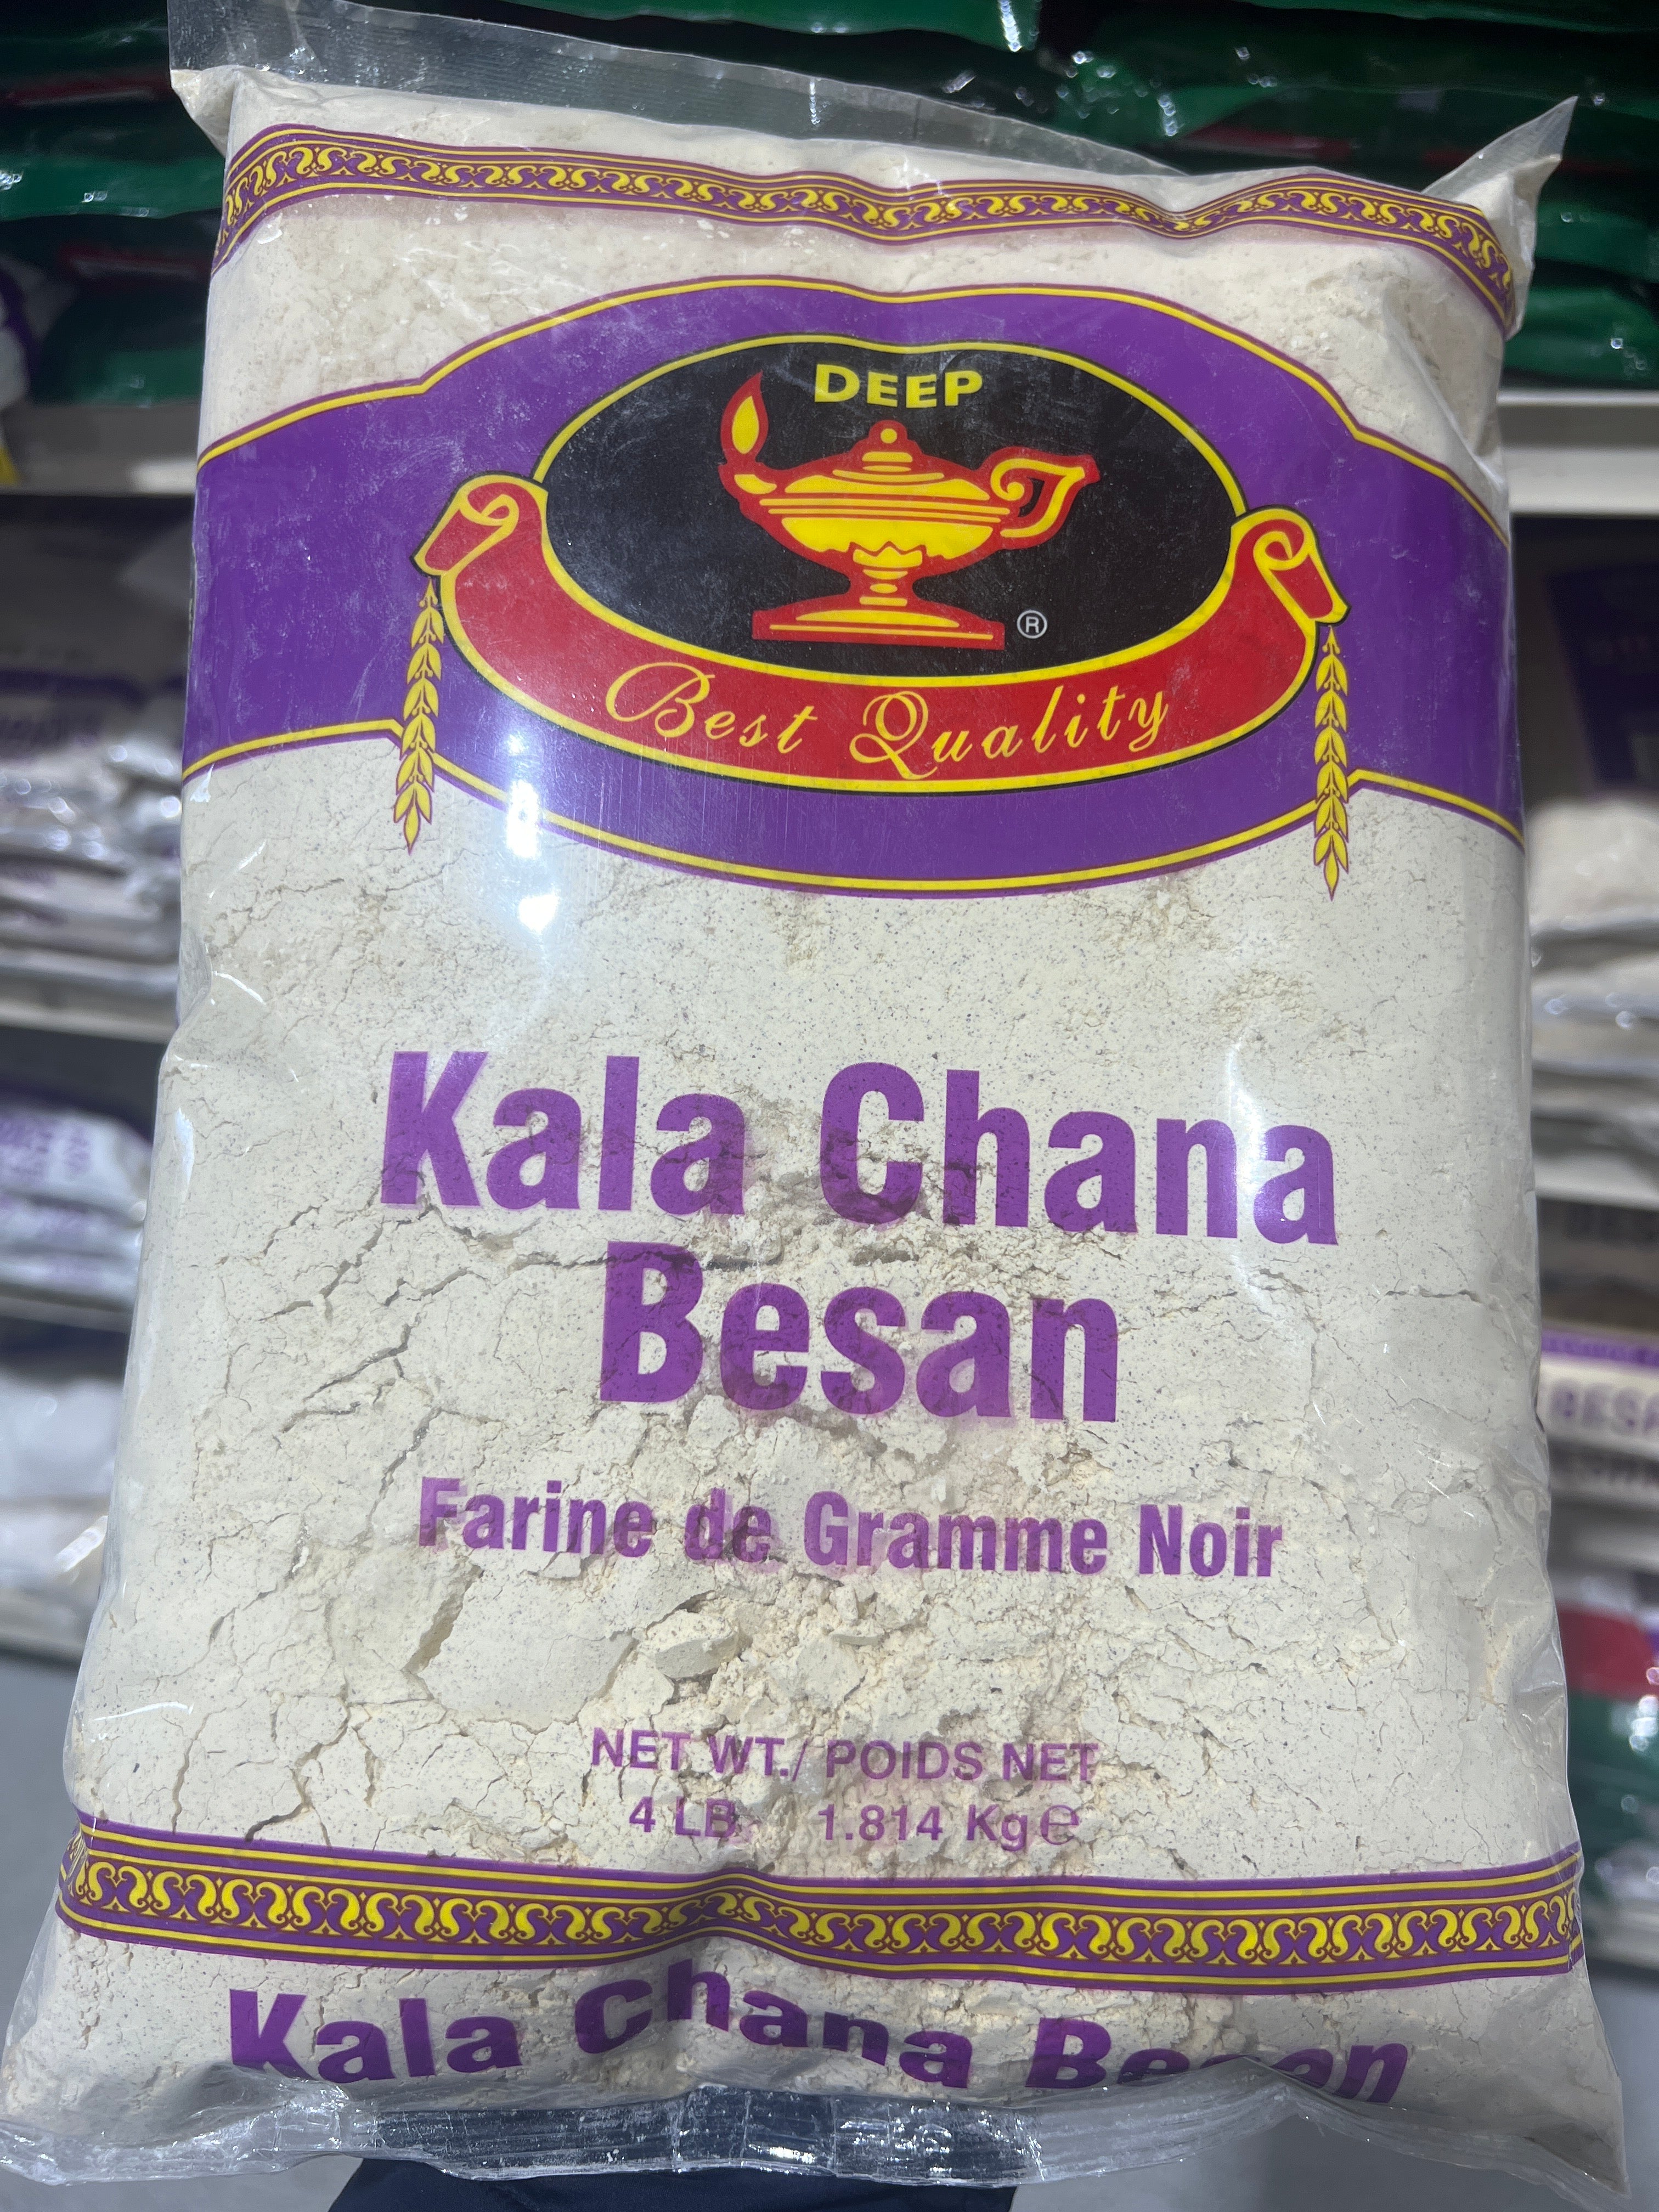 DEEP
®
Best Quality
Kala Chana
Besan
Farine de Gramme Noir
NET WT./ POIDS NET
4 LB. 1.814 Kg e
Kala Chana Besan